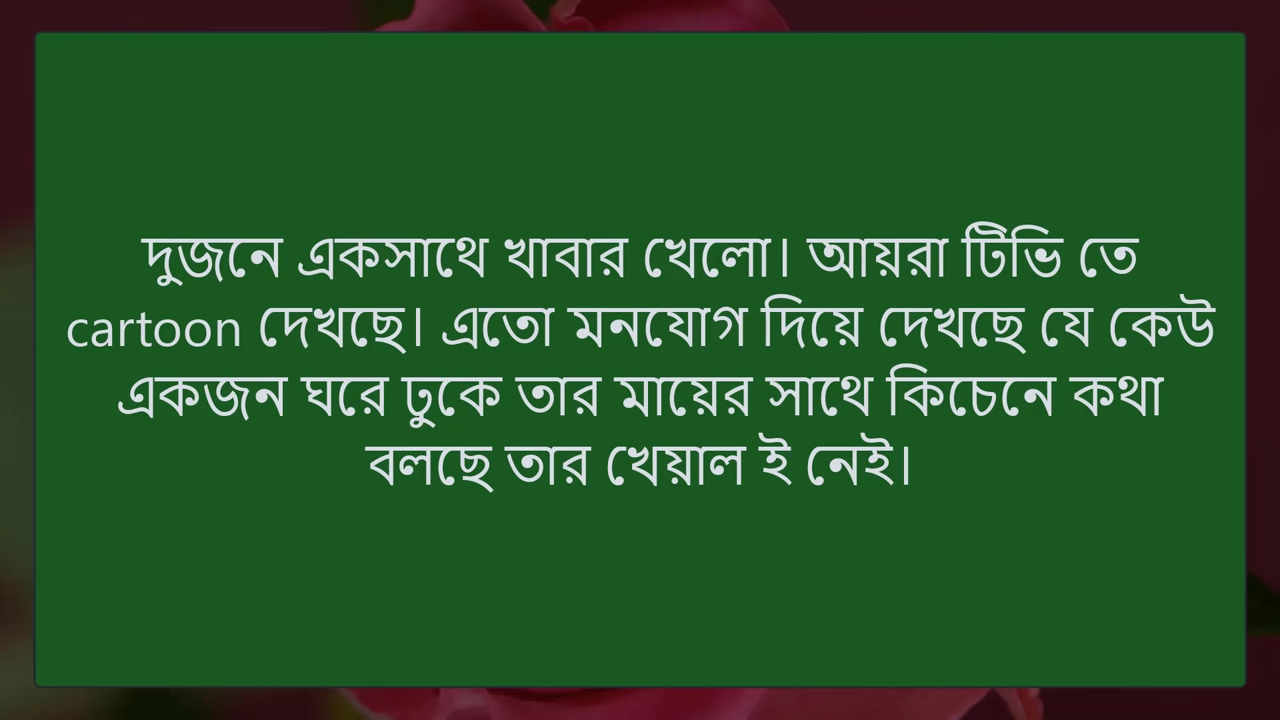 দুজনে একসাথে খাবার খেলো। আয়রা টিভি তে
cartoon দেখছে। এতো মনযোগ দিয়ে দেখছে যে কেউ
একজন ঘরে ঢুকে তার মায়ের সাথে কিচেনে কথা
বলছে তার খেয়াল ই নেই।